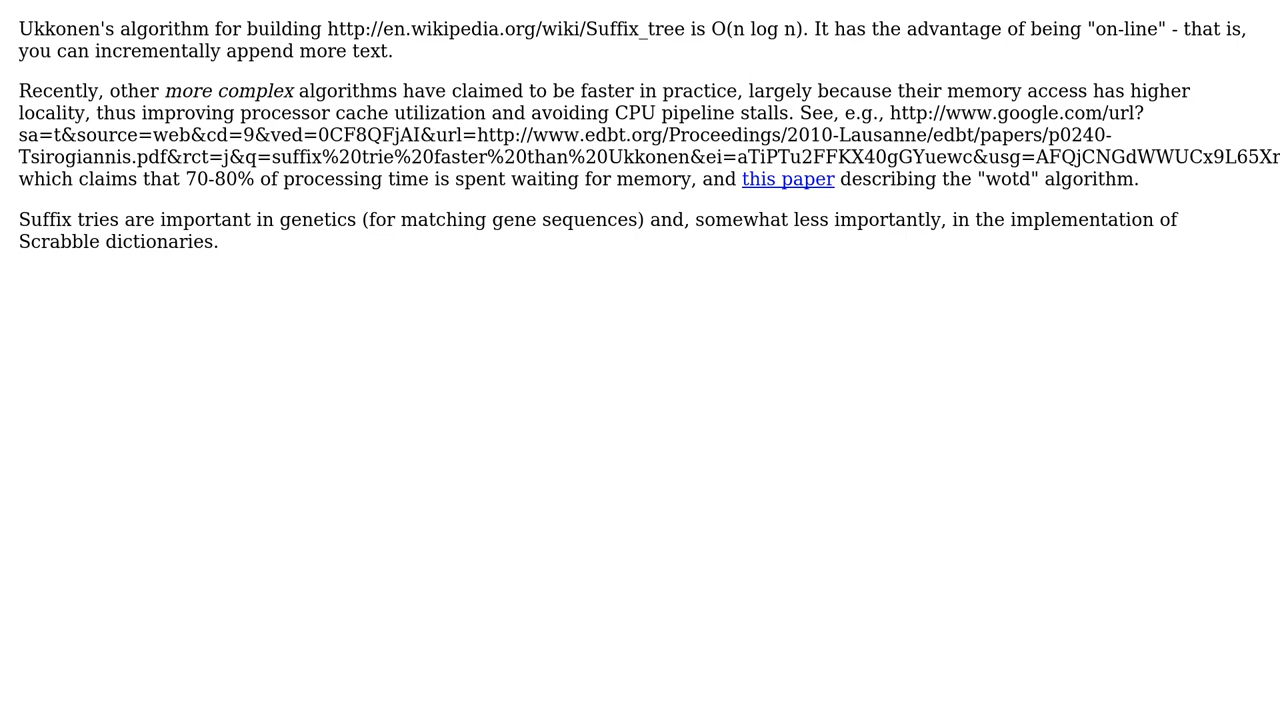 Ukkonen's algorithm for building http://en.wikipedia.org/wiki/Suffix_tree is O(n log n). It has the advantage of being "on-line" - that is,
you can incrementally append more text.
Recently, other more complex algorithms have claimed to be faster in practice, largely because their memory access has higher
locality, thus improving processor cache utilization and avoiding CPU pipeline stalls. See, e.g., http://www.google.com/url?
sa=t&source=web&cd=9&ved=0CF8QFjAI&url=http://www.edbt.org/Proceedings/2010-Lausanne/edbt/papers/p0240-
Tsirogiannis.pdf&rct=j&q=suffix%20trie%20faster%20than%20Ukkonen&ei=aTiPTu2FFKX40gGYuewc&usg=AFQjCNGdWWUCx9L65X
which claims that 70-80% of processing time is spent waiting for memory, and this paper describing the "wotd" algorithm.
Suffix tries are important in genetics (for matching gene sequences) and, somewhat less importantly, in the implementation of
Scrabble dictionaries.